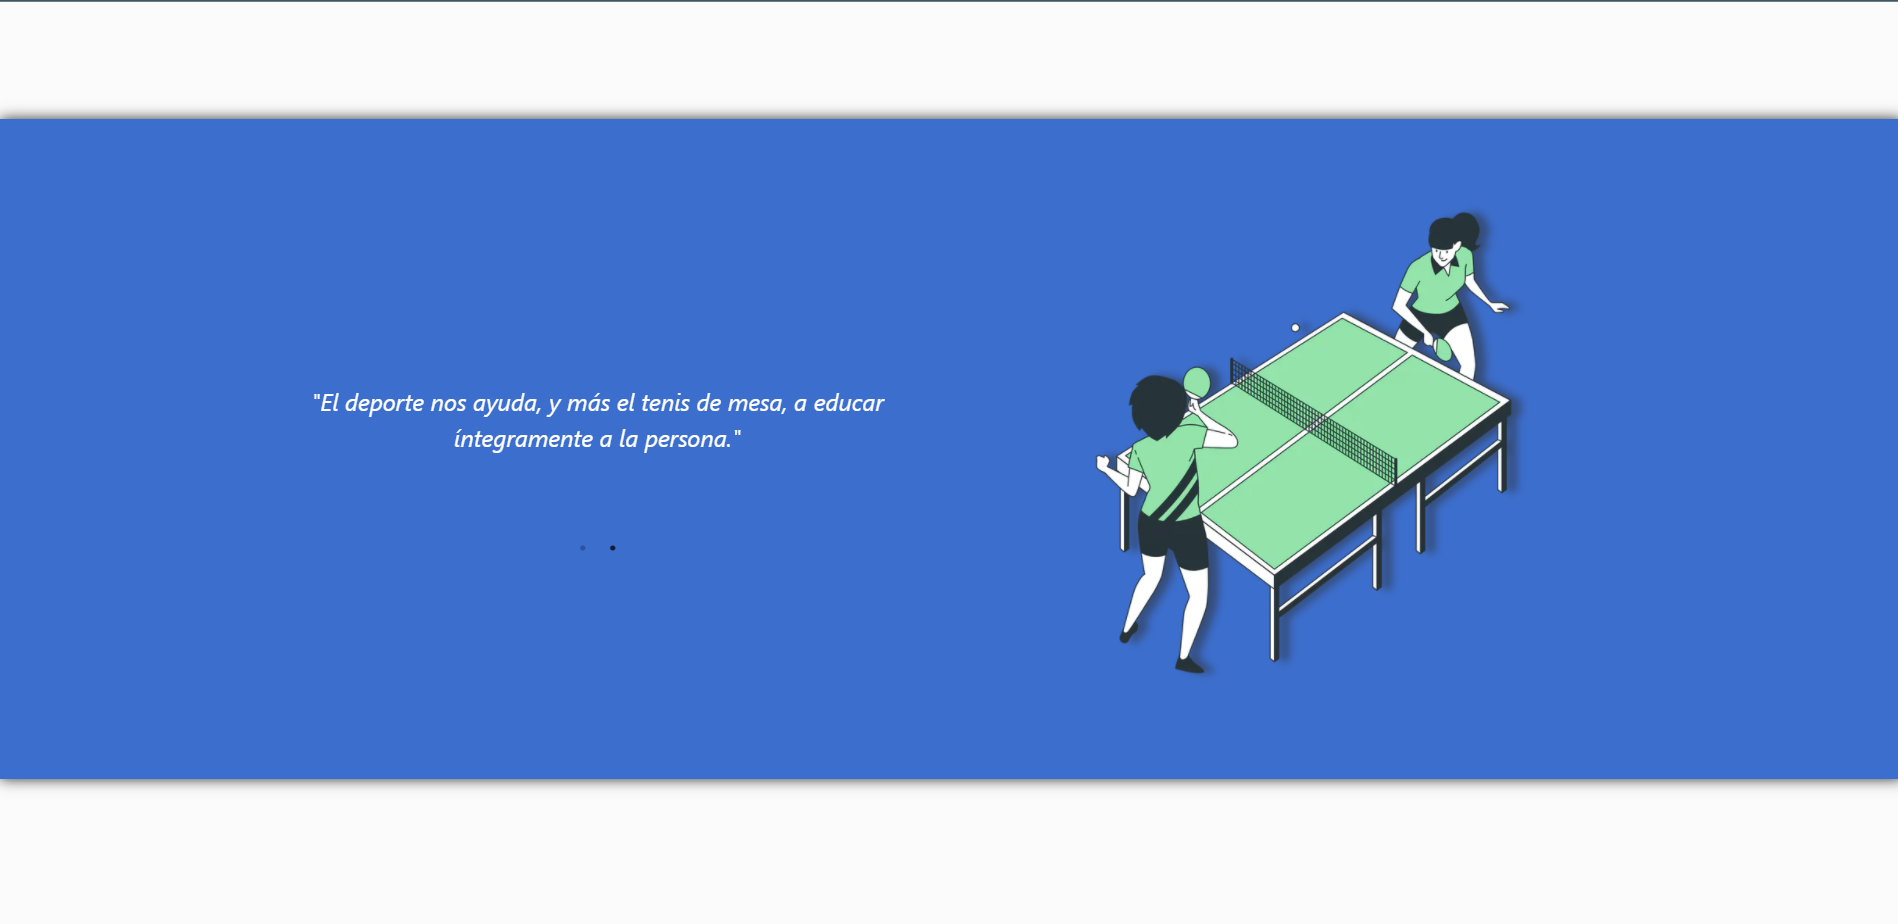 "El deporte nos ayuda, y más el tenis de mesa, a educar
íntegramente a la persona."